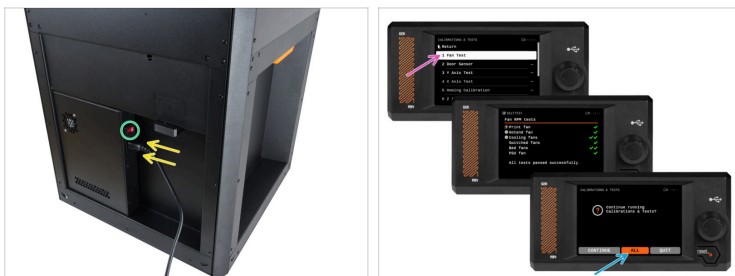 CALIBRATIONS & TESTS
Return
1 Fan Test
2 Door Sensor
3 Y Axis Test
4 X Axis Test
5 Homing Calibration
6 Z
SELFTEST
Fan RPM tests
Print fan
Hotend fan
Cooling fans
Switched fans
Bed fans
PSU fan
All tests passed successfully.
CALIBRATIONS & TESTS
Continue running
Calibrations & Tests?
CONTINUE
ALL
QUIT